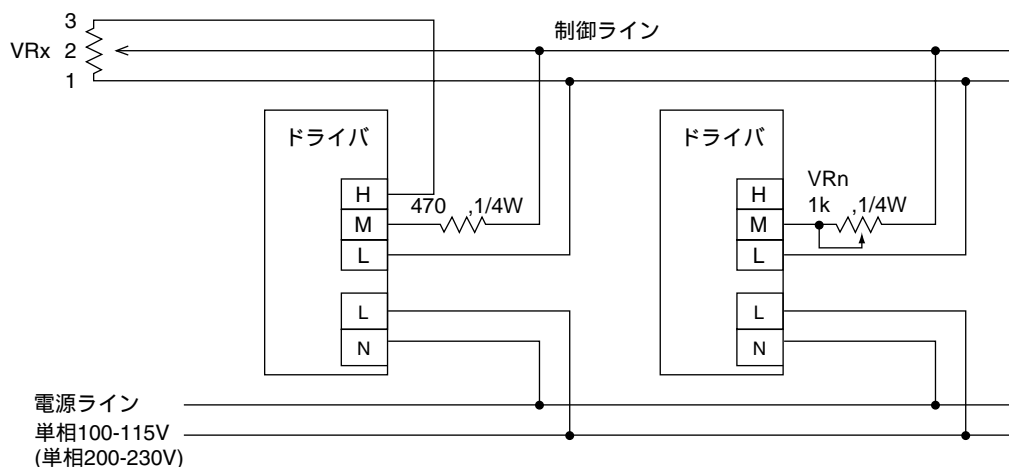 3
制御ライン
VRx 2
1
ドライバ
ドライバ
H
470 ,1/4W
M
L
L
N
VRn
H
1k ,1/4W
M
L
L
N
電源ライン
単相100-115V
(単相200-230V)